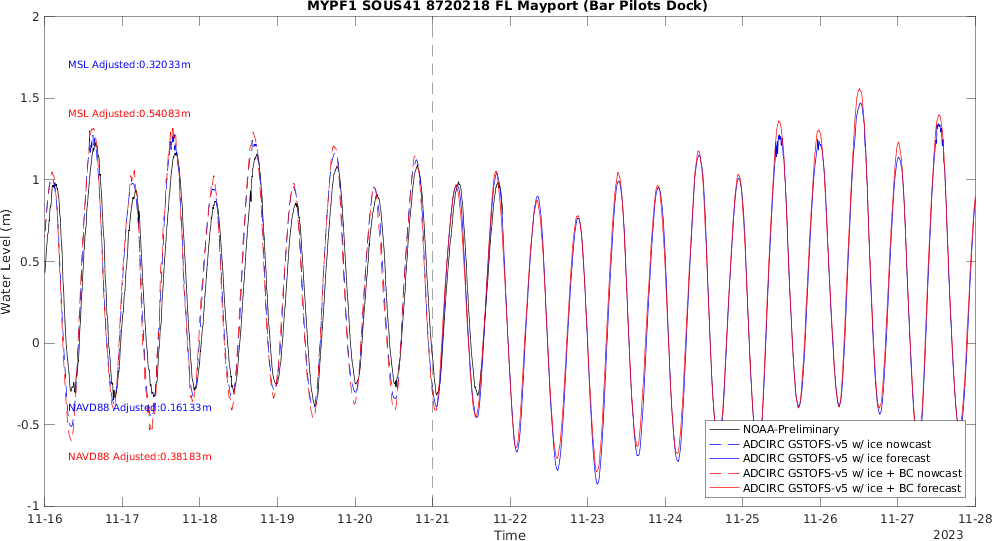 MYPF1 SOUS41 8720218 FL Mayport (Bar Pilots Dock)
2
1.5
1
0.5
0
-0.5
-1
Water Level (m)
MSL Adjusted:0.32033m
MSL Adjusted:0.54083m
NAVD88 Adjusted:0.16133m
NAVD88 Adjusted:0.38183m
NOAA-Preliminary
ADCIRC GSTOFS-v5 w/ ice nowcast
ADCIRC GSTOFS-v5 w/ ice forecast
ADCIRC GSTOFS-v5 w/ ice + BC nowcast
ADCIRC GSTOFS-v5 w/ ice + BC forecast
11-16 11-17 11-18 11-19 11-20 11-21 11-22 11-23 11-24 11-25 11-26 11-27 11-28
Time
2023